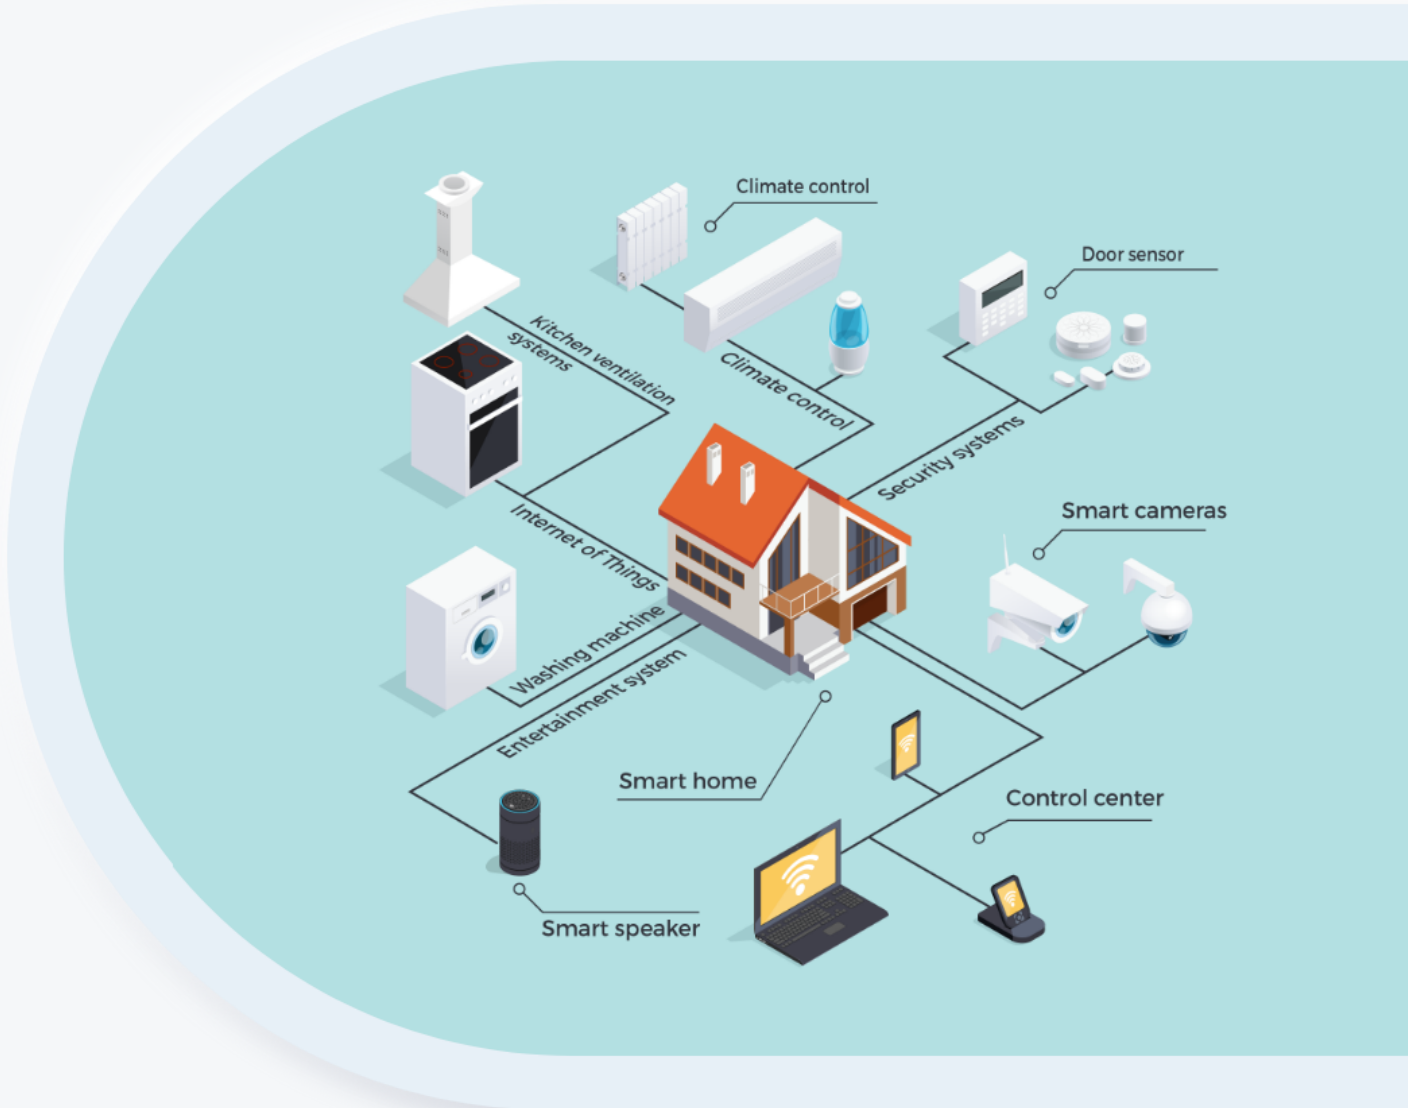 Climate control
Door sensor
Kitchen ventilation
systems
Climate control
Security systems
Smart cameras
Internet of Things
Washing machine
Entertainment system
Smart home
Control center
Smart speaker